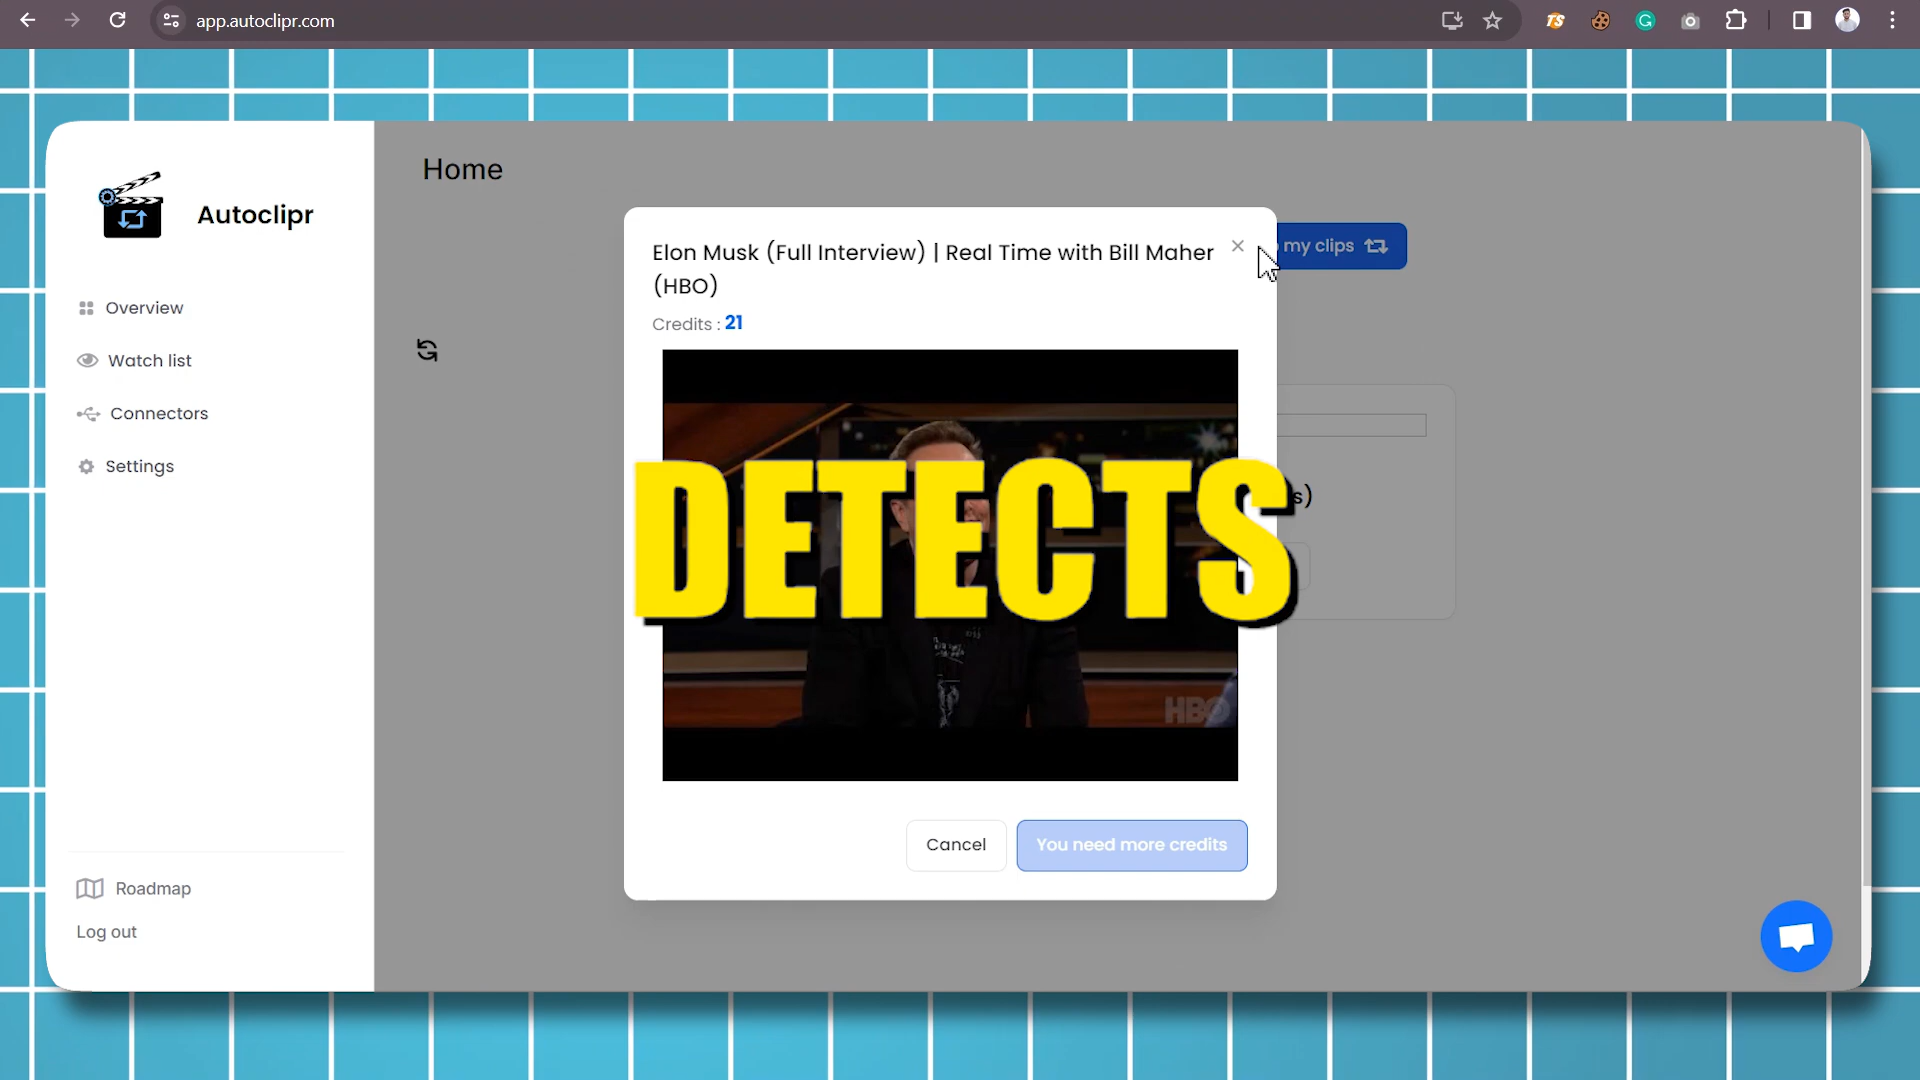 app.autoclipr.com
Autoclipr
Overview
Watch list
Connectors
Settings
Roadmap
Log out
Home
my clips
Elon Musk (Full Interview) | Real Time with Bill Maher
(HBO)
Credits : 21
DETECTS
s)
HBO
Cancel
You need more credits